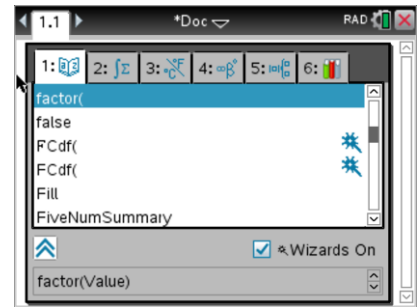 1.1 *Doc RAD
1: 2: ∫Σ 3: °C°F 4: ∞β° 5: 6:
factor(
false
FCdf(
FCdf(
Fill
FiveNumSummary
Wizards On
factor(Value)